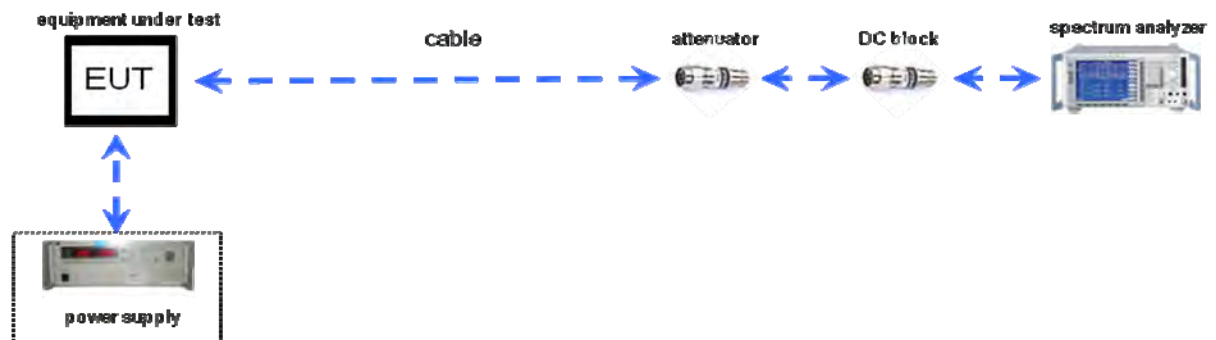 equipment under test
cable
attenuator
DC block
spectrum analyzer
EUT
power supply